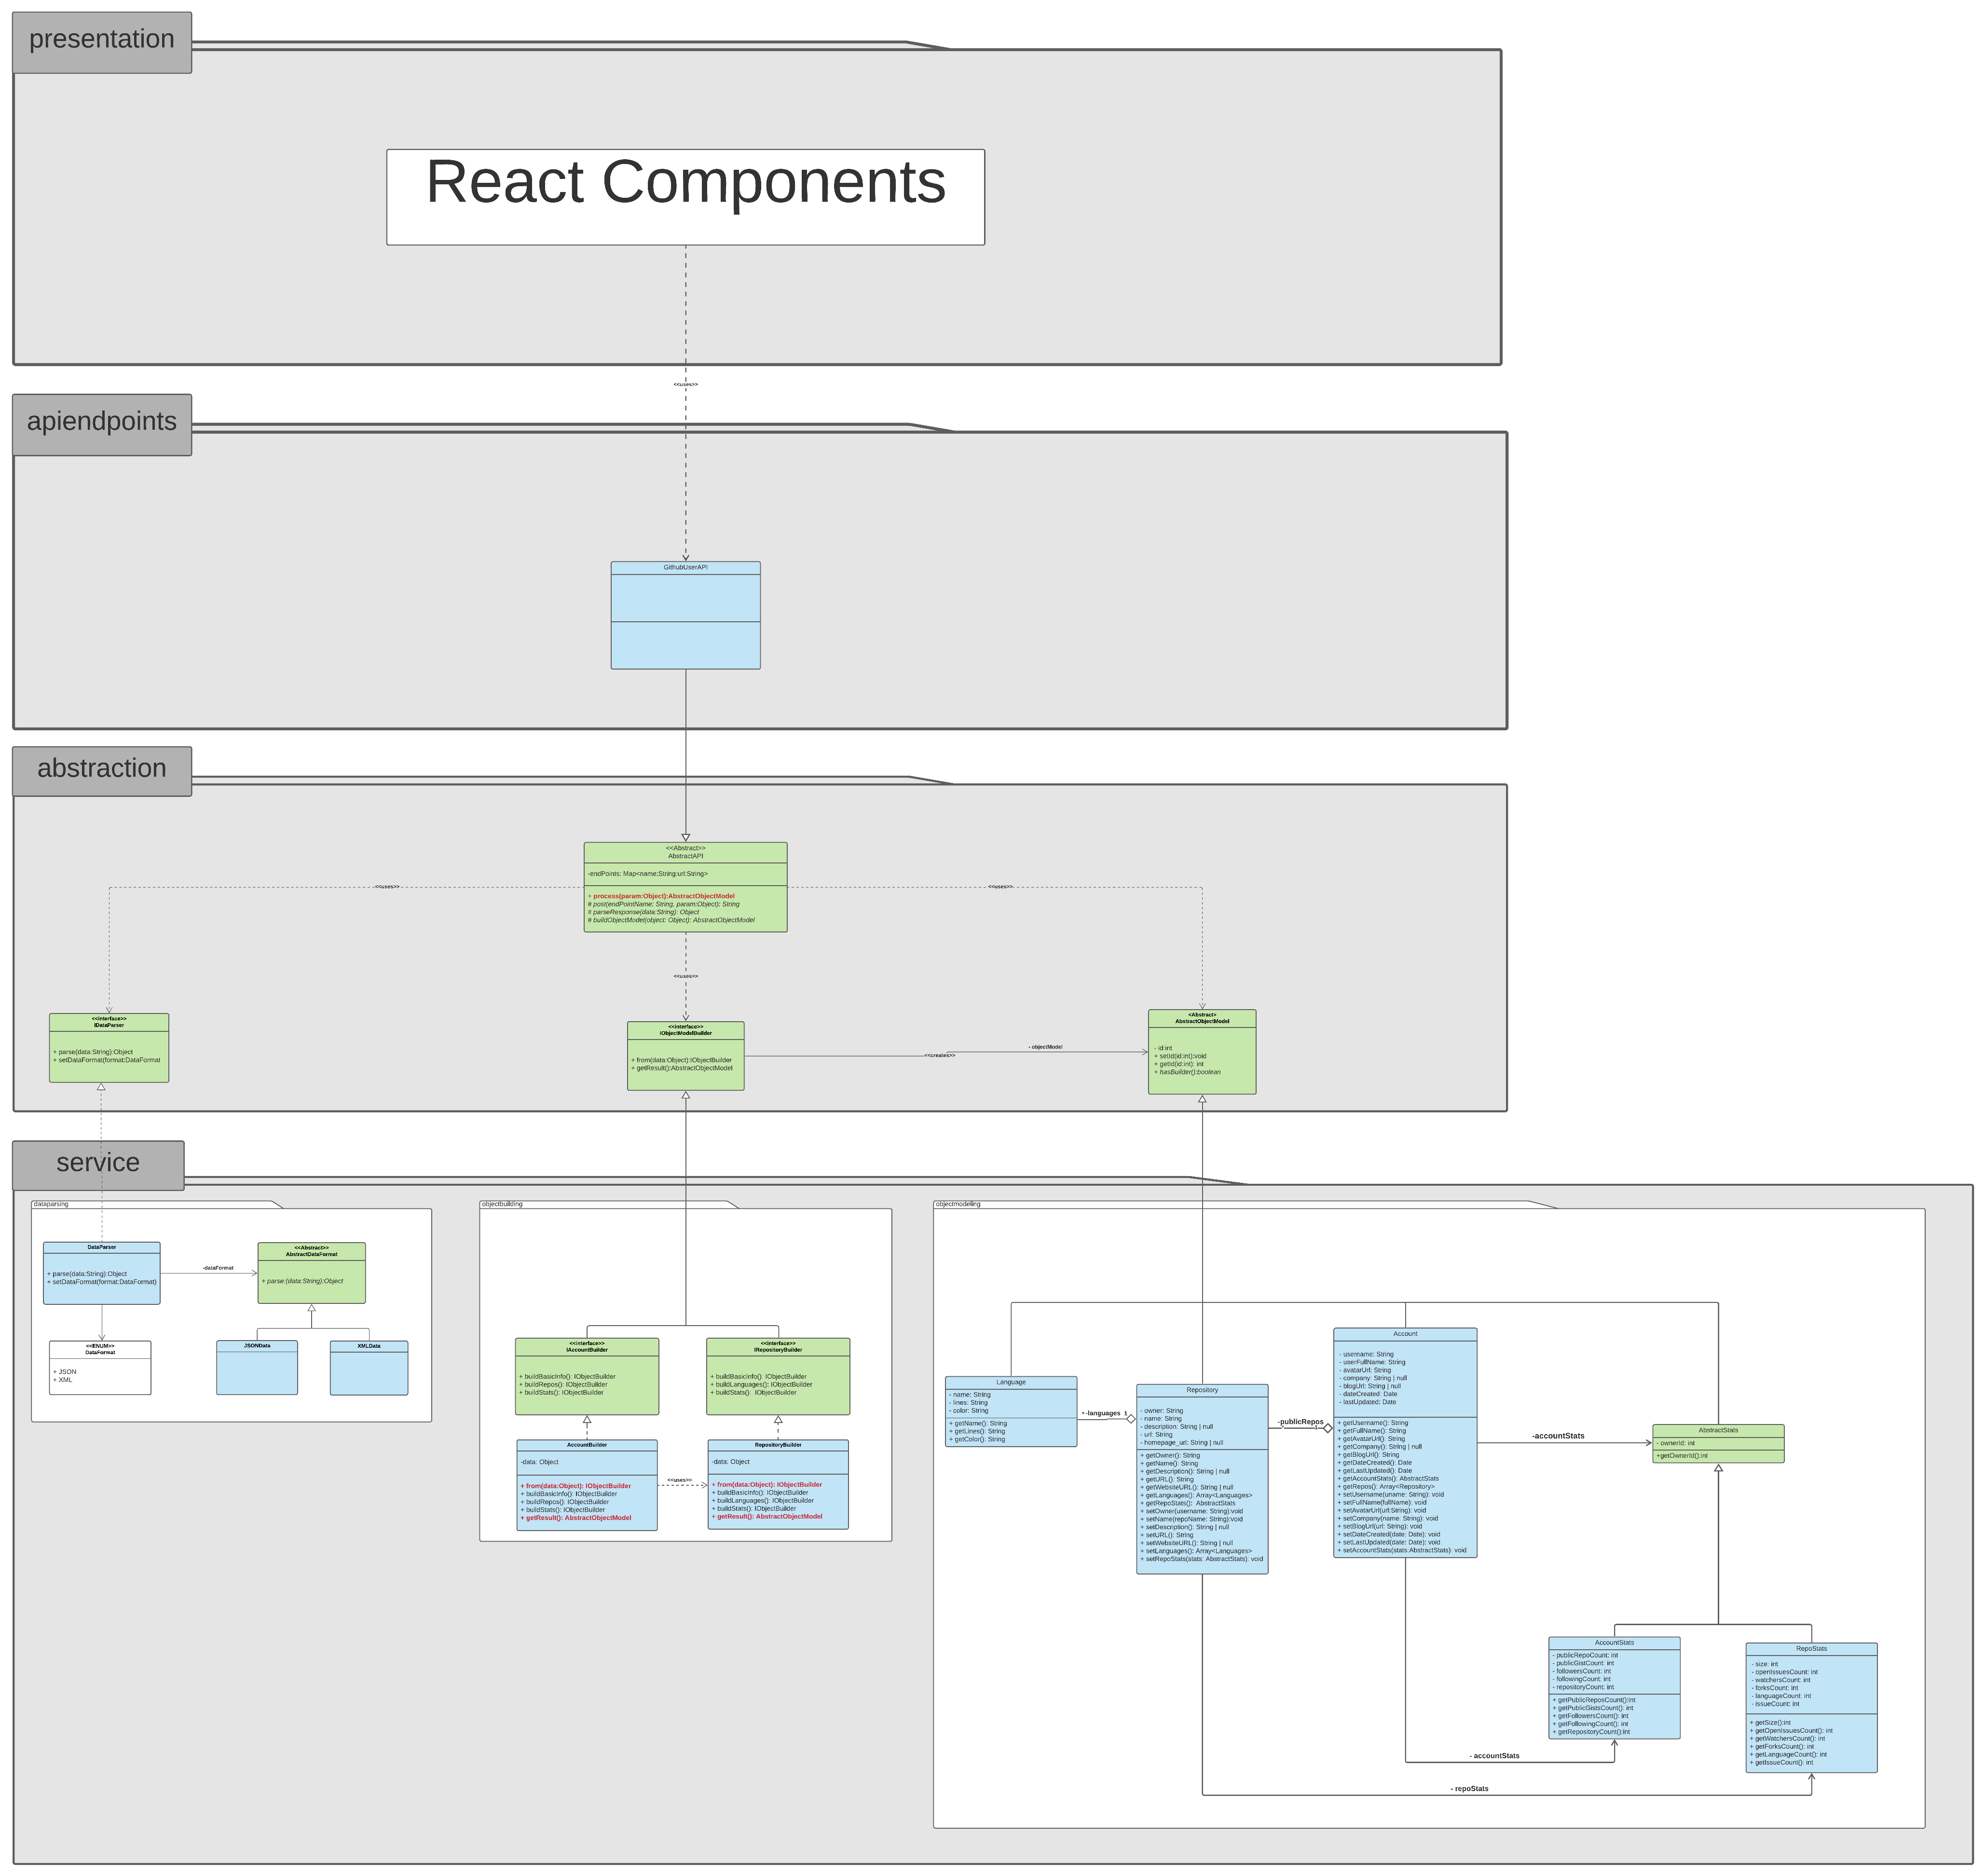 presentation
React Components
<<uses>>
apiendpoints
GithubUserAPI
abstraction
<<Abstract>>
AbstractAPI
-endPoints: Map<name;String:url:String>
+ process(param:Object):AbstractObjectModel
# post(endPointName: String, param:Object): String
# parseResponse(data:String): Object
# buildObjectModel(object: Object): AbstractObjectModel
<<uses>>
<<uses>>
<<uses>>
<<interface>>
IDataParser
+ parse(data:String):Object
+ setDataFormat(format:DataFormat
<<interface>>
IObjectModelBuilder
+ from(data:Object):IObjectBuilder
+ getResult():AbstractObjectModel
<<creates>>
- objectModel
<Abstract>
AbstractObjectModel
- id:int
+ setId(id:int):void
+ getId(id:int): int
+ hasBuilder():boolean
service
dataparsing
DataParser
+ parse(data:String):Object
+ setDataFormat(format:DataFormat)
-dataFormat
<<Abstract>>
AbstractDataFormat
+ parse:(data:String):Object
<<ENUM>>
DataFormat
+ JSON
+ XML
JSONData
XMLData
objectbuilding
<<interface>>
IAccountBuilder
+ buildBasicInfo(): IObjectBuilder
+ buildRepos(): IObjectBuilder
+ buildStats(): IObjectBuilder
<<interface>>
IRepositoryBuilder
+ buildBasicInfo(): IObjectBuilder
+ buildLanguages(): IObjectBuilder
+ buildStats():  IObjectBuilder
AccountBuilder
-data: Object
+ from(data:Object): IObjectBuilder
+ buildBasicInfo(): IObjectBuilder
+ buildRepos(): IObjectBuilder
+ buildStats(): IObjectBuilder
+ getResult(): AbstractObjectModel
<<uses>>
RepositoryBuilder
-data: Object
+ from(data:Object): IObjectBuilder
+ buildBasicInfo(): IObjectBuilder
+ buildLanguages(): IObjectBuilder
+ buildStats(): IObjectBuilder
+ getResult(): AbstractObjectModel
objectmodelling
Language
- name: String
- lines: String
- color: String
+ getName(): String
+ getLines(): String
+ getColor(): String
* -languages 1
Repository
- owner: String
- name: String
- description: String | null
- url: String
- homepage_url: String | null
+ getOwner(): String
+ getName(): String
+ getDescription(): String | null
+ getURL(): String
+ getWebsiteURL(): String | null
+ getLanguages(): Array<Languages>
+ getRepoStats():  AbstractStats
+ setOwner(username: String):void
+ setName(repoName: String):void
+ setDescription(): String | null
+ setURL(): String
+ setWebsiteURL(): String | null
+ setLanguages(): Array<Languages>
+ setRepoStats(stats: AbstractStats): void
-publicRepos
* 1
Account
- username: String
- userFullName: String
- avatarUrl: String
- company: String | null
- blogUrl: String | null
- dateCreated: Date
- lastUpdated: Date
+ getUsername(): String
+ getFullName(): String
+ getAvatarUrl(): String
+ getCompany(): String | null
+ getBlogUrl(): String
+ getDateCreated(): Date
+ getLastUpdated(): Date
+ getAccountStats(): AbstractStats
+ getRepos(): Array<Repository>
+ setUsername(uname: String): void
+ setFullName(fullName): void
+ setAvatarUrl(url:String): void
+ setCompany(name: String): void
+ setBlogUrl(url: String): void
+ setDateCreated(date: Date): void
+ setLastUpdated(date: Date): void
+ setAccountStats(stats:AbstractStats): void
-accountStats
AbstractStats
- ownerId: int
+getOwnerId():int
AccountStats
- publicRepoCount: int
- publicGistCount: int
- followersCount: int
- followingCount: int
- repositoryCount: int
+ getPublicReposCount():int
+ getPublicGistsCount(): int
+ getFollowersCount(): int
+ getFollowingCount(): int
+ getRepositoryCount():int
RepoStats
- size: int
- openIssuesCount: int
- watchersCount: int
- forksCount: int
- languageCount: int
- issueCount: int
+ getSize():int
+ getOpenIssuesCount(): int
+ getWatchersCount(): int
+ getForksCount(): int
+ getLanguageCount(): int
+ getIssueCount(): int
- accountStats
- repoStats